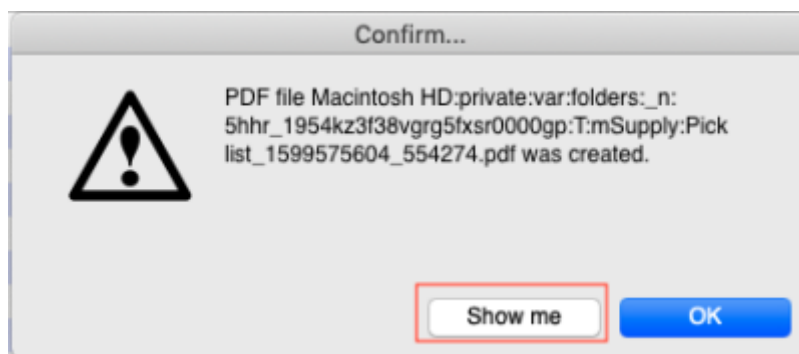 Confirm...
PDF file Macintosh HD:private:var:folders:_n:
5hhr_1954kz3f38vgrg5fxsr0000gp:T:mSupply:Pick
list_1599575604_554274.pdf was created.
Show me
OK